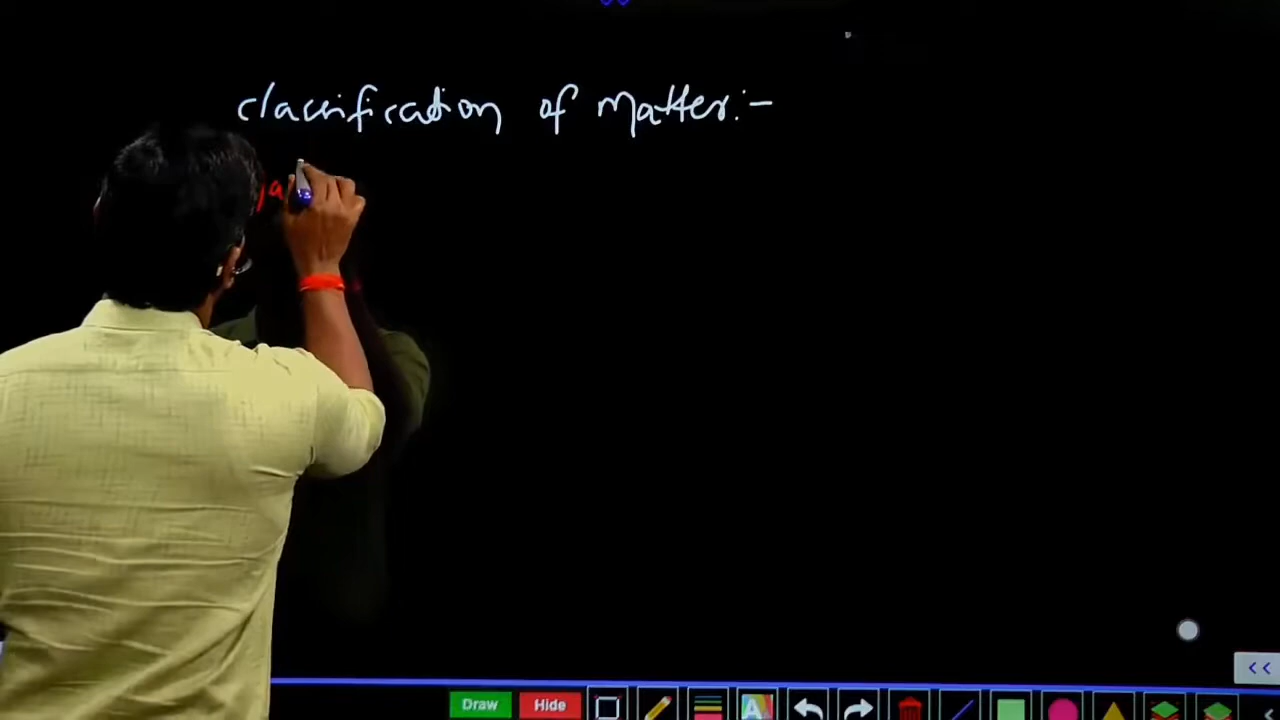 classification of matter:-
a
Draw Hide
A
<<